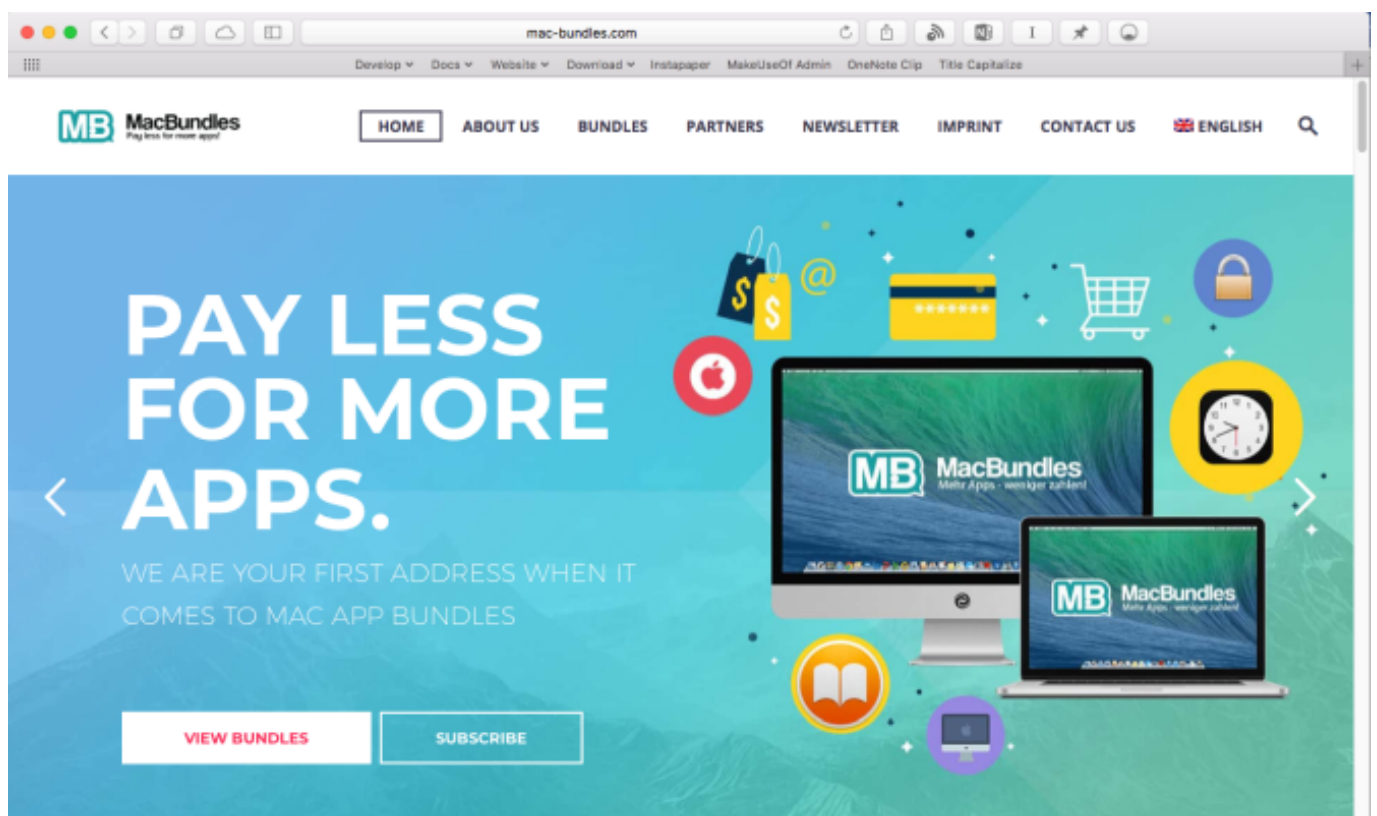 mac-bundles.com
Develop Docs Website Download Instapaper MakeUseOf Admin OneNote Clip Title Capitalize
MB MacBundles
Pay less for more apps!
HOME ABOUT US BUNDLES PARTNERS NEWSLETTER IMPRINT CONTACT US ENGLISH
PAY LESS
FOR MORE
APPS.
WE ARE YOUR FIRST ADDRESS WHEN IT
COMES TO MAC APP BUNDLES
VIEW BUNDLES SUBSCRIBE
$ $ @
*******
MB MacBundles
Mehr Apps - weniger zahlen!
MB MacBundles
Mehr Apps - weniger zahlen!